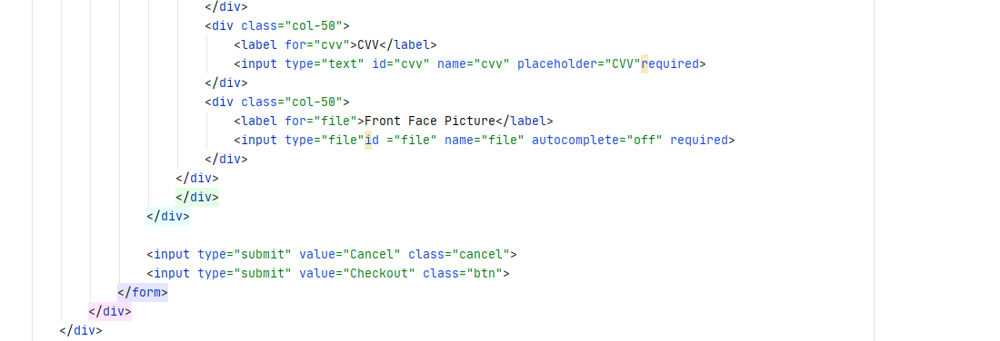 </div>
<div class="col-50">
<label for="cvv">CVV</label>
<input type="text" id="cvv" name="cvv" placeholder="CVV"required>
</div>
<div class="col-50">
<label for="file">Front Face Picture</label>
<input type="file"id ="file" name="file" autocomplete="off" required>
</div>
</div>
</div>
</div>
<input type="submit" value="Cancel" class="cancel">
<input type="submit" value="Checkout" class="btn">
</form>
</div>
</div>